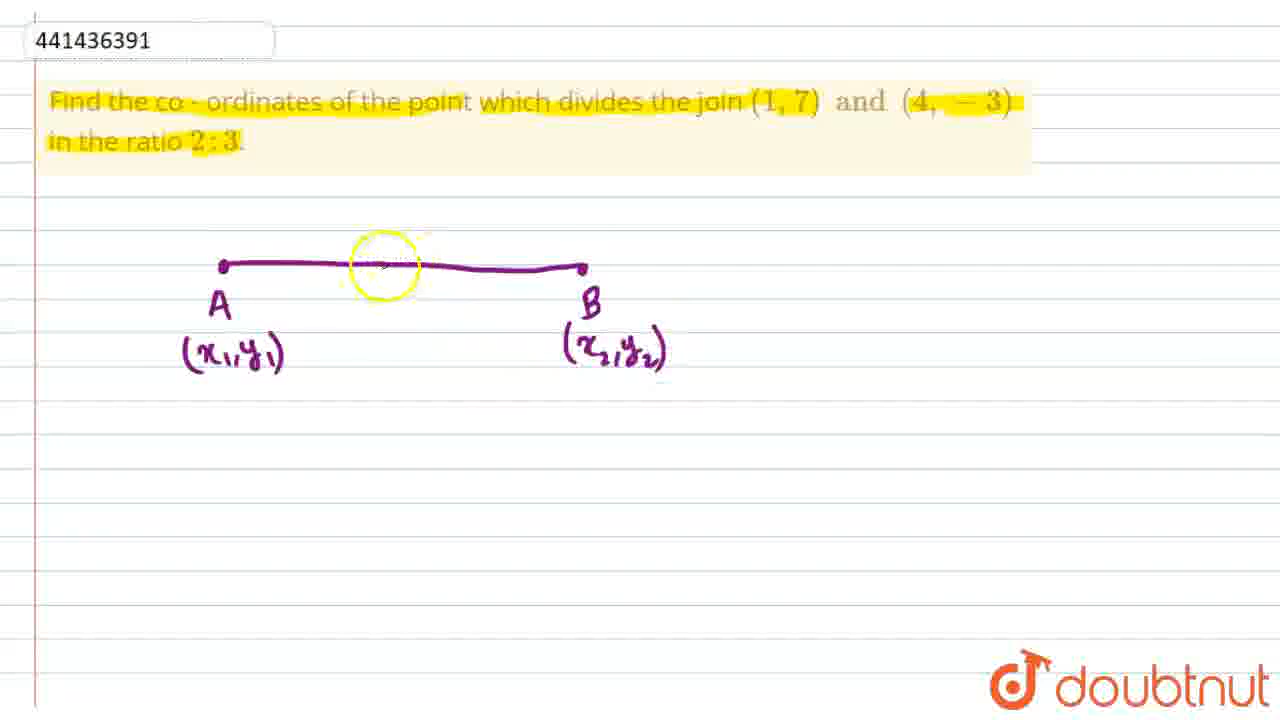 441436391
Find the co - ordinates of the point which divides the join (1, 7) and (4, −3)
in the ratio 2 : 3.
A
B
(x₁,y₁)
(x₂,y₂)
doubtnut